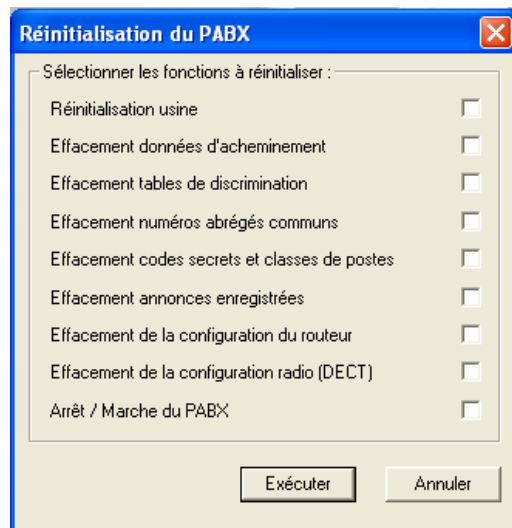 Réinitialisation du PABX
Sélectionner les fonctions à réinitialiser :
Réinitialisation usine
Effacement données d'acheminement
Effacement tables de discrimination
Effacement numéros abrégés communs
Effacement codes secrets et classes de postes
Effacement annonces enregistrées
Effacement de la configuration du routeur
Effacement de la configuration radio (DECT)
Arrêt / Marche du PABX
Exécuter
Annuler